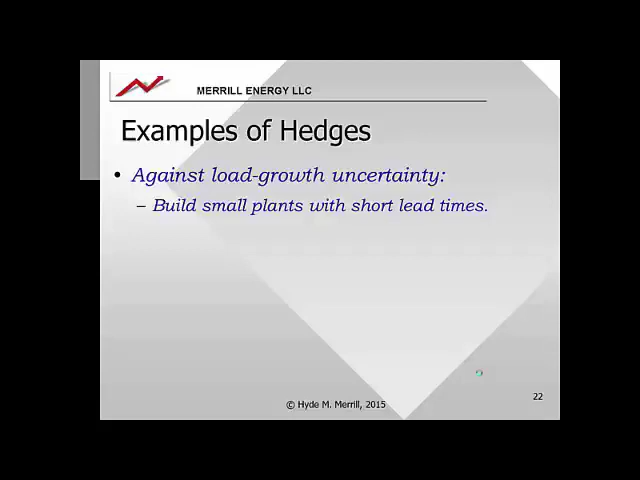 MERRILL ENERGY LLC
Examples of Hedges
• Against load-growth uncertainty:
– Build small plants with short lead times.
© Hyde M. Merrill, 2015
22